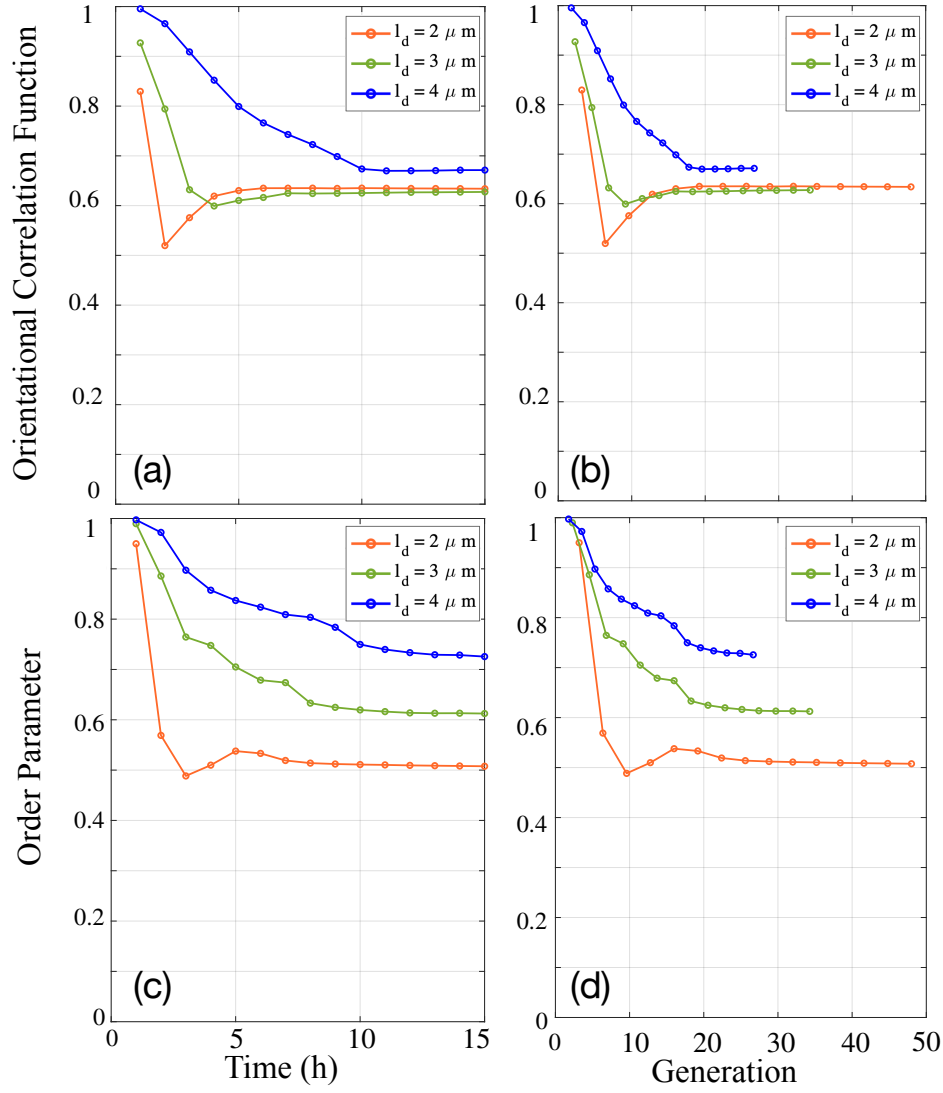 Orientational Correlation Function
1
0.8
0.6
0.4
0.2
0
l_d = 2 μ m
l_d = 3 μ m
l_d = 4 μ m
(a)
1
0.8
0.6
0.4
0.2
0
l_d = 2 μ m
l_d = 3 μ m
l_d = 4 μ m
(b)
Order Parameter
1
0.8
0.6
0.4
0.2
0
l_d = 2 μ m
l_d = 3 μ m
l_d = 4 μ m
(c)
0 5 10 15
Time (h)
1
0.8
0.6
0.4
0.2
0
l_d = 2 μ m
l_d = 3 μ m
l_d = 4 μ m
(d)
10 20 30 40 50
Generation